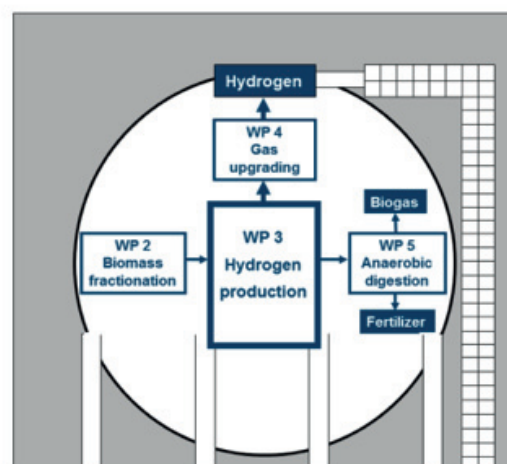 Hydrogen
WP 4
Gas
upgrading
WP 2
Biomass
fractionation
WP 3
Hydrogen
production
Biogas
WP 5
Anaerobic
digestion
Fertilizer